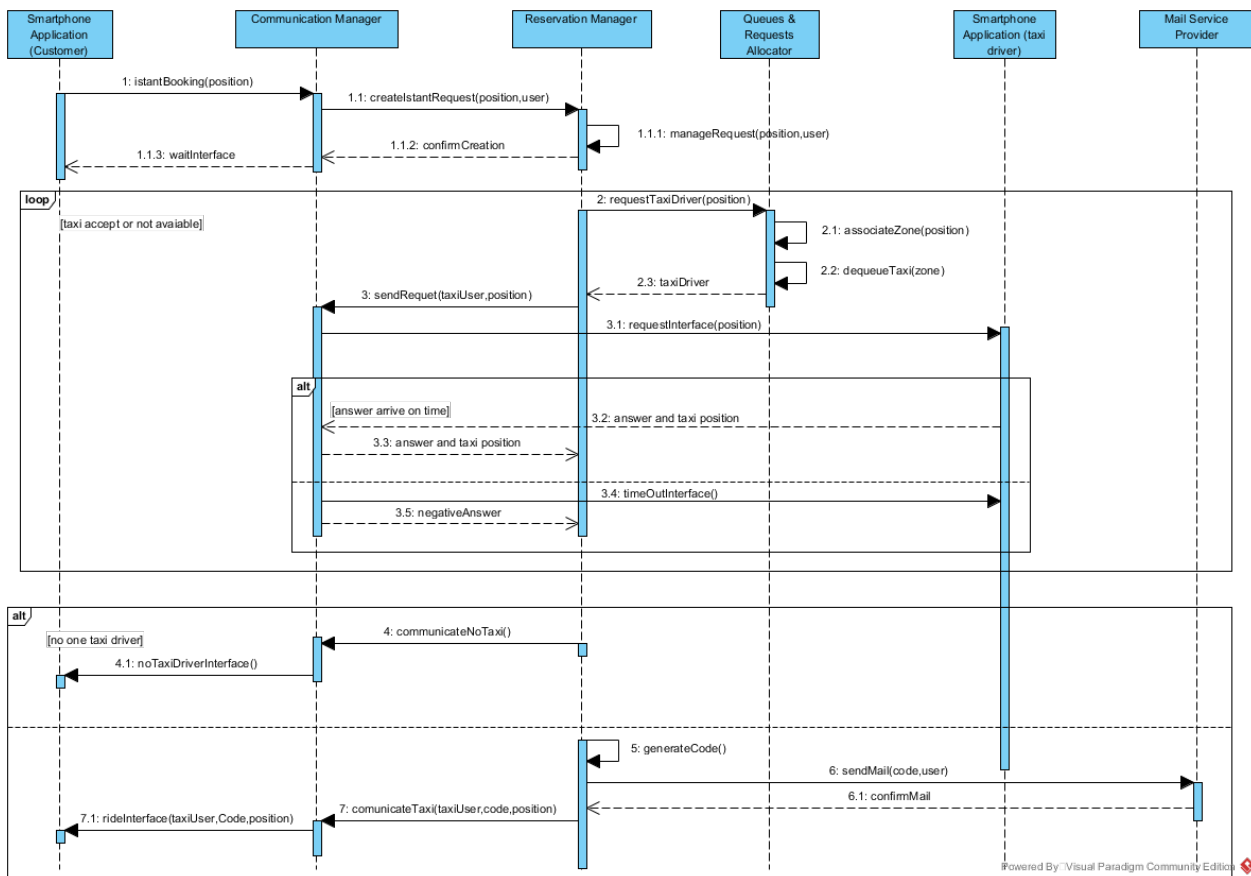 Smartphone
Application
(Customer)
Communication Manager
Reservation Manager
Queues &
Requests
Allocator
Smartphone
Application (taxi
driver)
Mail Service
Provider
1: istantBooking(position)
1.1: createIstantRequest(position,user)
1.1.1: manageRequest(position,user)
1.1.2: confirmCreation
1.1.3: waitInterface
loop
[taxi accept or not avaiable]
2: requestTaxiDriver(position)
2.1: associateZone(position)
2.2: dequeueTaxi(zone)
2.3: taxiDriver
3: sendRequet(taxiUser,position)
3.1: requestInterface(position)
alt
[answer arrive on time]
3.2: answer and taxi position
3.3: answer and taxi position
3.4: timeOutInterface()
3.5: negativeAnswer
alt
[no one taxi driver]
4: communicateNoTaxi()
4.1: noTaxiDriverInterface()
5: generateCode()
6: sendMail(code,user)
6.1: confirmMail
7: comunicateTaxi(taxiUser,code,position)
7.1: rideInterface(taxiUser,Code,position)
Powered By Visual Paradigm Community Edition